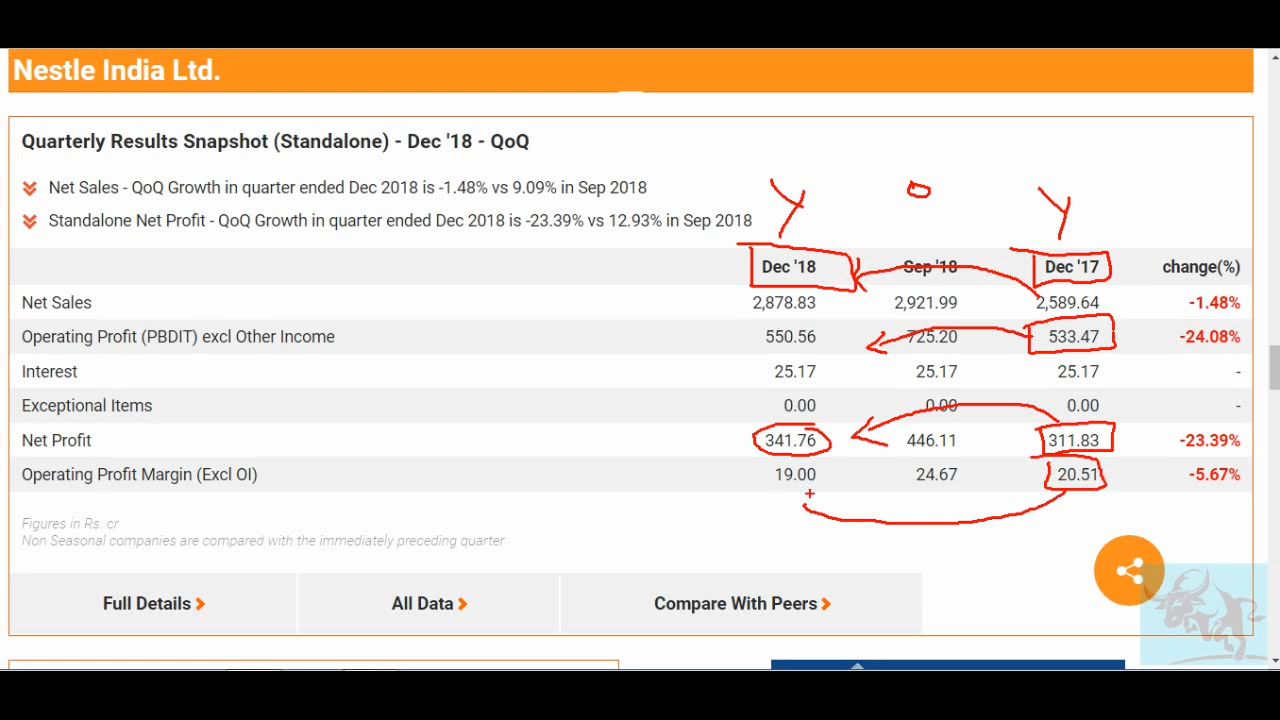 Nestle India Ltd.
Quarterly Results Snapshot (Standalone) - Dec '18 - QoQ
Net Sales - QoQ Growth in quarter ended Dec 2018 is -1.48% vs 9.09% in Sep 2018
Standalone Net Profit - QoQ Growth in quarter ended Dec 2018 is -23.39% vs 12.93% in Sep 2018
Y O Y
Dec '18 Sep '18 Dec '17 change(%)
Net Sales 2,878.83 2,921.99 2,589.64 -1.48%
Operating Profit (PBDIT) excl Other Income 550.56 725.20 533.47 -24.08%
Interest 25.17 25.17 25.17 -
Exceptional Items 0.00 0.00 0.00 -
Net Profit 341.76 446.11 311.83 -23.39%
Operating Profit Margin (Excl OI) 19.00 24.67 20.51 -5.67%
Figures in Rs. cr
Non Seasonal companies are compared with the immediately preceding quarter
Full Details All Data Compare With Peers